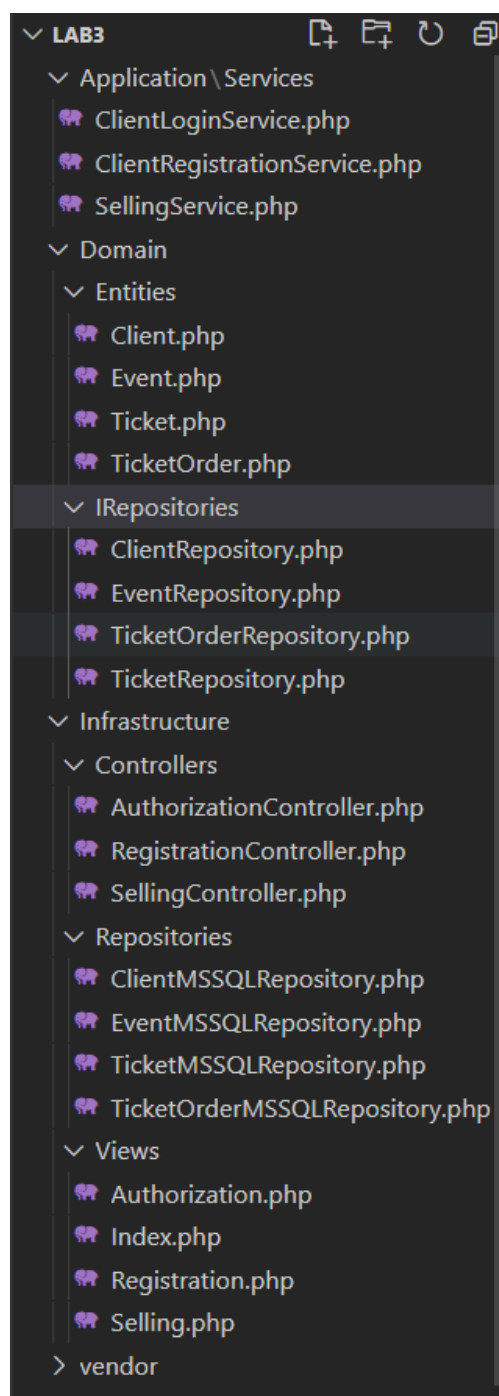 LAB3
Application\Services
ClientLoginService.php
ClientRegistrationService.php
SellingService.php
Domain
Entities
Client.php
Event.php
Ticket.php
TicketOrder.php
IRepositories
ClientRepository.php
EventRepository.php
TicketOrderRepository.php
TicketRepository.php
Infrastructure
Controllers
AuthorizationController.php
RegistrationController.php
SellingController.php
Repositories
ClientMSSQLRepository.php
EventMSSQLRepository.php
TicketMSSQLRepository.php
TicketOrderMSSQLRepository.php
Views
Authorization.php
Index.php
Registration.php
Selling.php
vendor